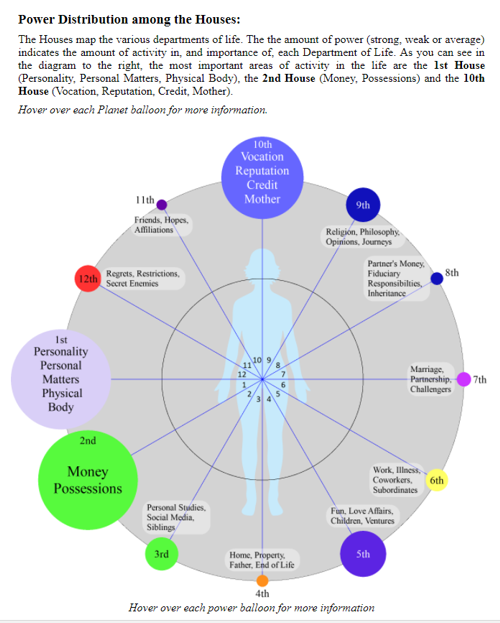 Power Distribution among the Houses:
The Houses map the various departments of life. The the amount of power (strong, weak or average)
indicates the amount of activity in, and importance of, each Department of Life. As you can see in
the diagram to the right, the most important areas of activity in the life are the 1st House
(Personality, Personal Matters, Physical Body), the 2nd House (Money, Possessions) and the 10th
House (Vocation, Reputation, Credit, Mother).
Hover over each Planet balloon for more information.
10th
Vocation
Reputation
Credit
Mother
11th
Friends, Hopes,
Affiliations
9th
Religion, Philosophy,
Opinions, Journeys
12th
Regrets, Restrictions,
Secret Enemies
Partner's Money,
Fiduciary
Responsibilties,
Inheritance
8th
1st
Personality
Personal
Matters
Physical
Body
10
9
11
8
12
7
1
6
2
5
3
4
Marriage,
Partnership,
Challengers
7th
2nd
Money
Possessions
Work, Illness,
Coworkers,
Subordinates
6th
Personal Studies,
Social Media,
Siblings
3rd
Fun, Love Affairs,
Children, Ventures
5th
Home, Property,
Father, End of Life
4th
Hover over each power balloon for more information